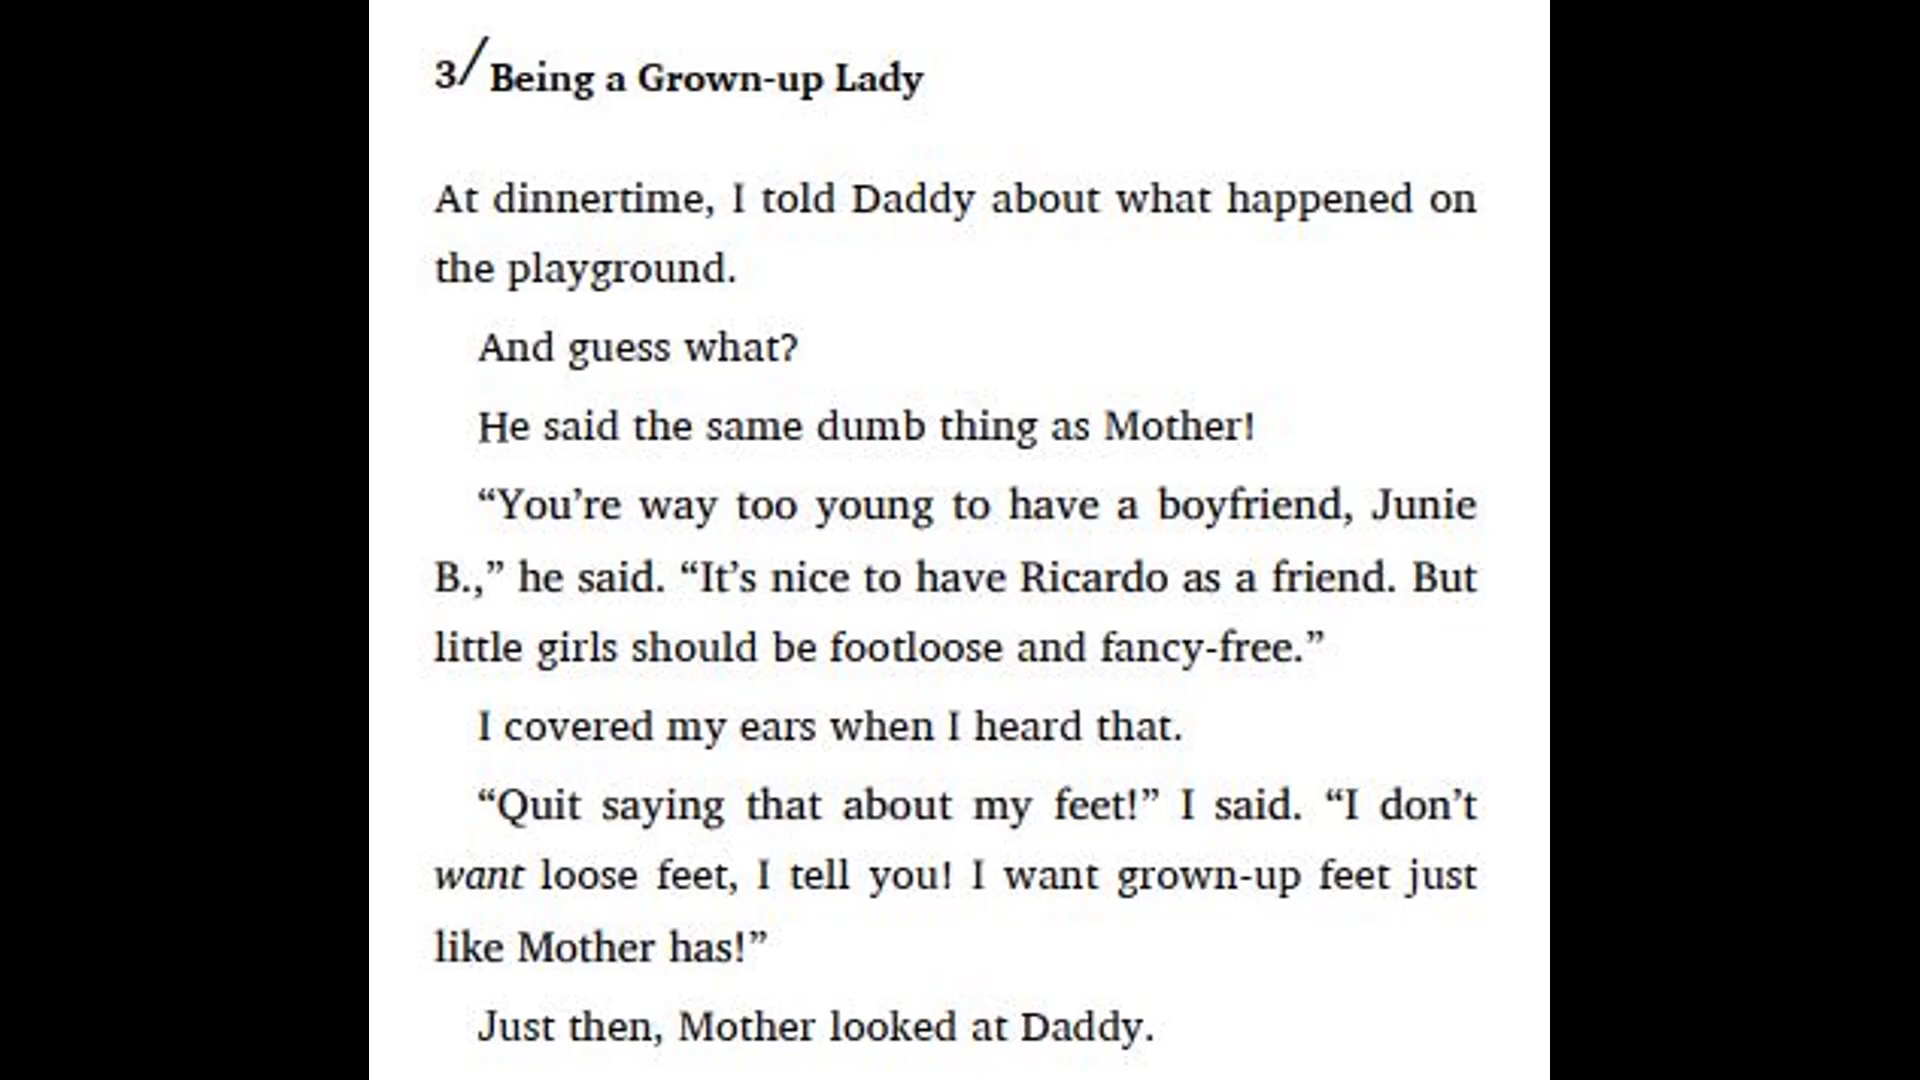 3/Being a Grown-up Lady
At dinnertime, I told Daddy about what happened on
the playground.
And guess what?
He said the same dumb thing as Mother!
“You’re way too young to have a boyfriend, Junie
B.,” he said. “It’s nice to have Ricardo as a friend. But
little girls should be footloose and fancy-free.”
I covered my ears when I heard that.
“Quit saying that about my feet!” I said. “I don’t
want loose feet, I tell you! I want grown-up feet just
like Mother has!”
Just then, Mother looked at Daddy.